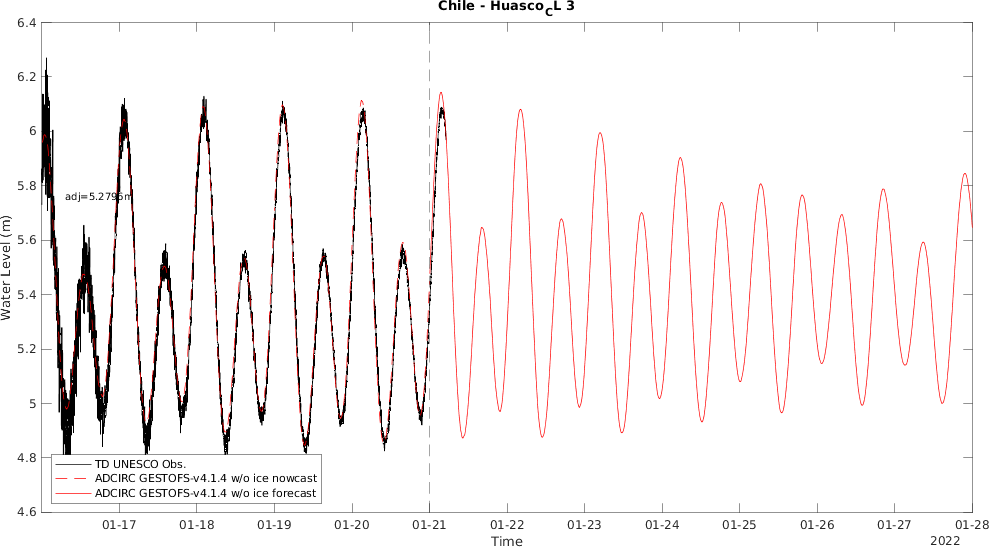 Chile - Huasco_CL 3
6.4
6.2
6
5.8
5.6
5.4
5.2
5
4.8
4.6
Water Level (m)
adj=5.2795m
TD UNESCO Obs.
ADCIRC GESTOFS-v4.1.4 w/o ice nowcast
ADCIRC GESTOFS-v4.1.4 w/o ice forecast
01-17 01-18 01-19 01-20 01-21 01-22 01-23 01-24 01-25 01-26 01-27 01-28
Time
2022